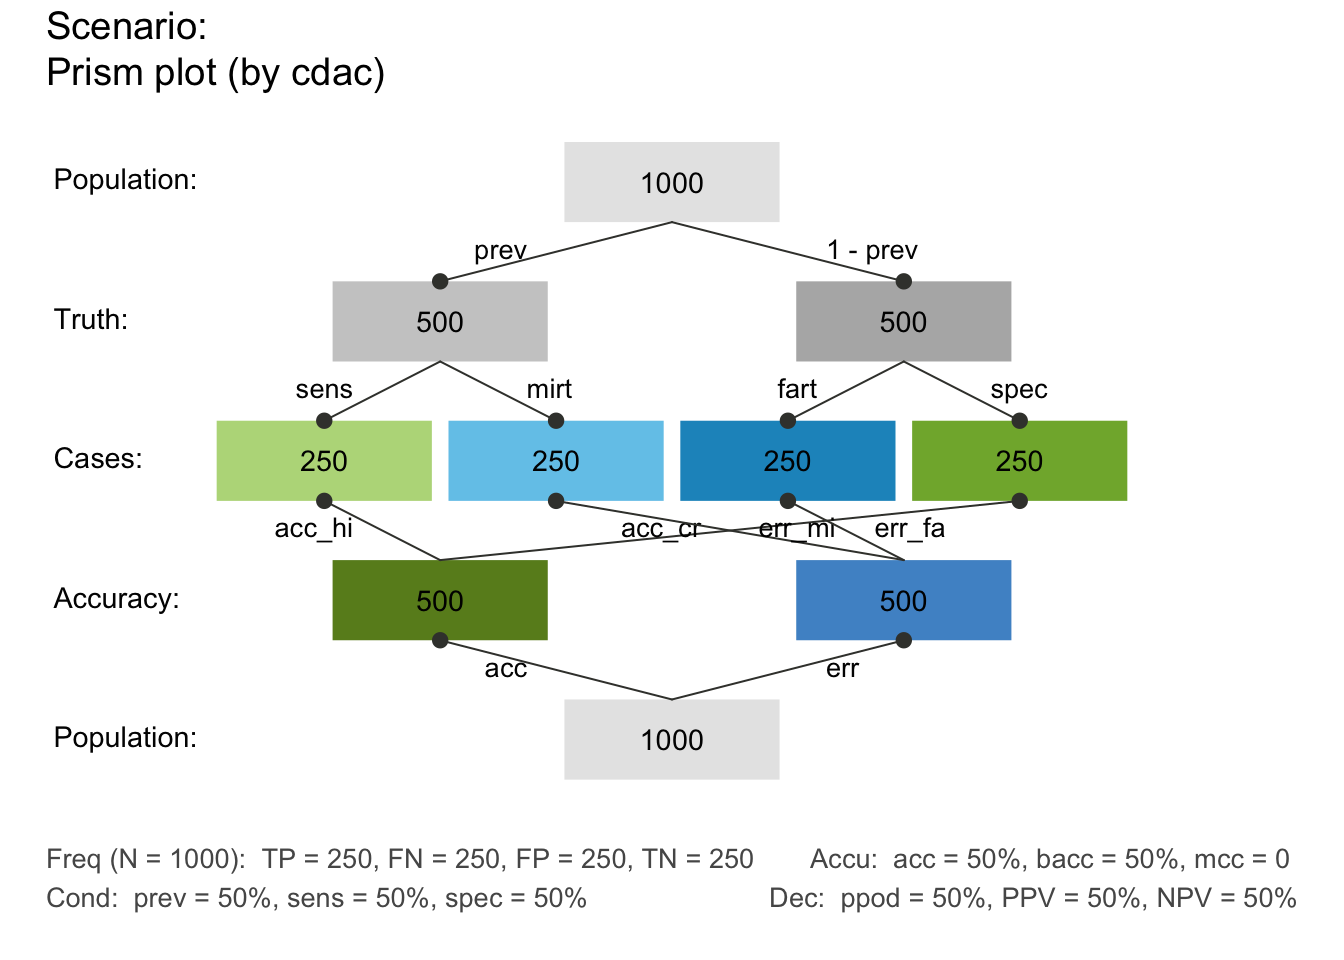 Scenario:
Prism plot (by cdac)
Population:
1000
prev
1 - prev
Truth:
500
500
sens
mirt
fart
spec
Cases:
250
250
250
250
acc_hi
acc_cr
err_mi
err_fa
Accuracy:
500
500
acc
err
Population:
1000
Freq (N = 1000):  TP = 250, FN = 250, FP = 250, TN = 250
Accu:  acc = 50%, bacc = 50%, mcc = 0
Cond:  prev = 50%, sens = 50%, spec = 50%
Dec:  ppod = 50%, PPV = 50%, NPV = 50%